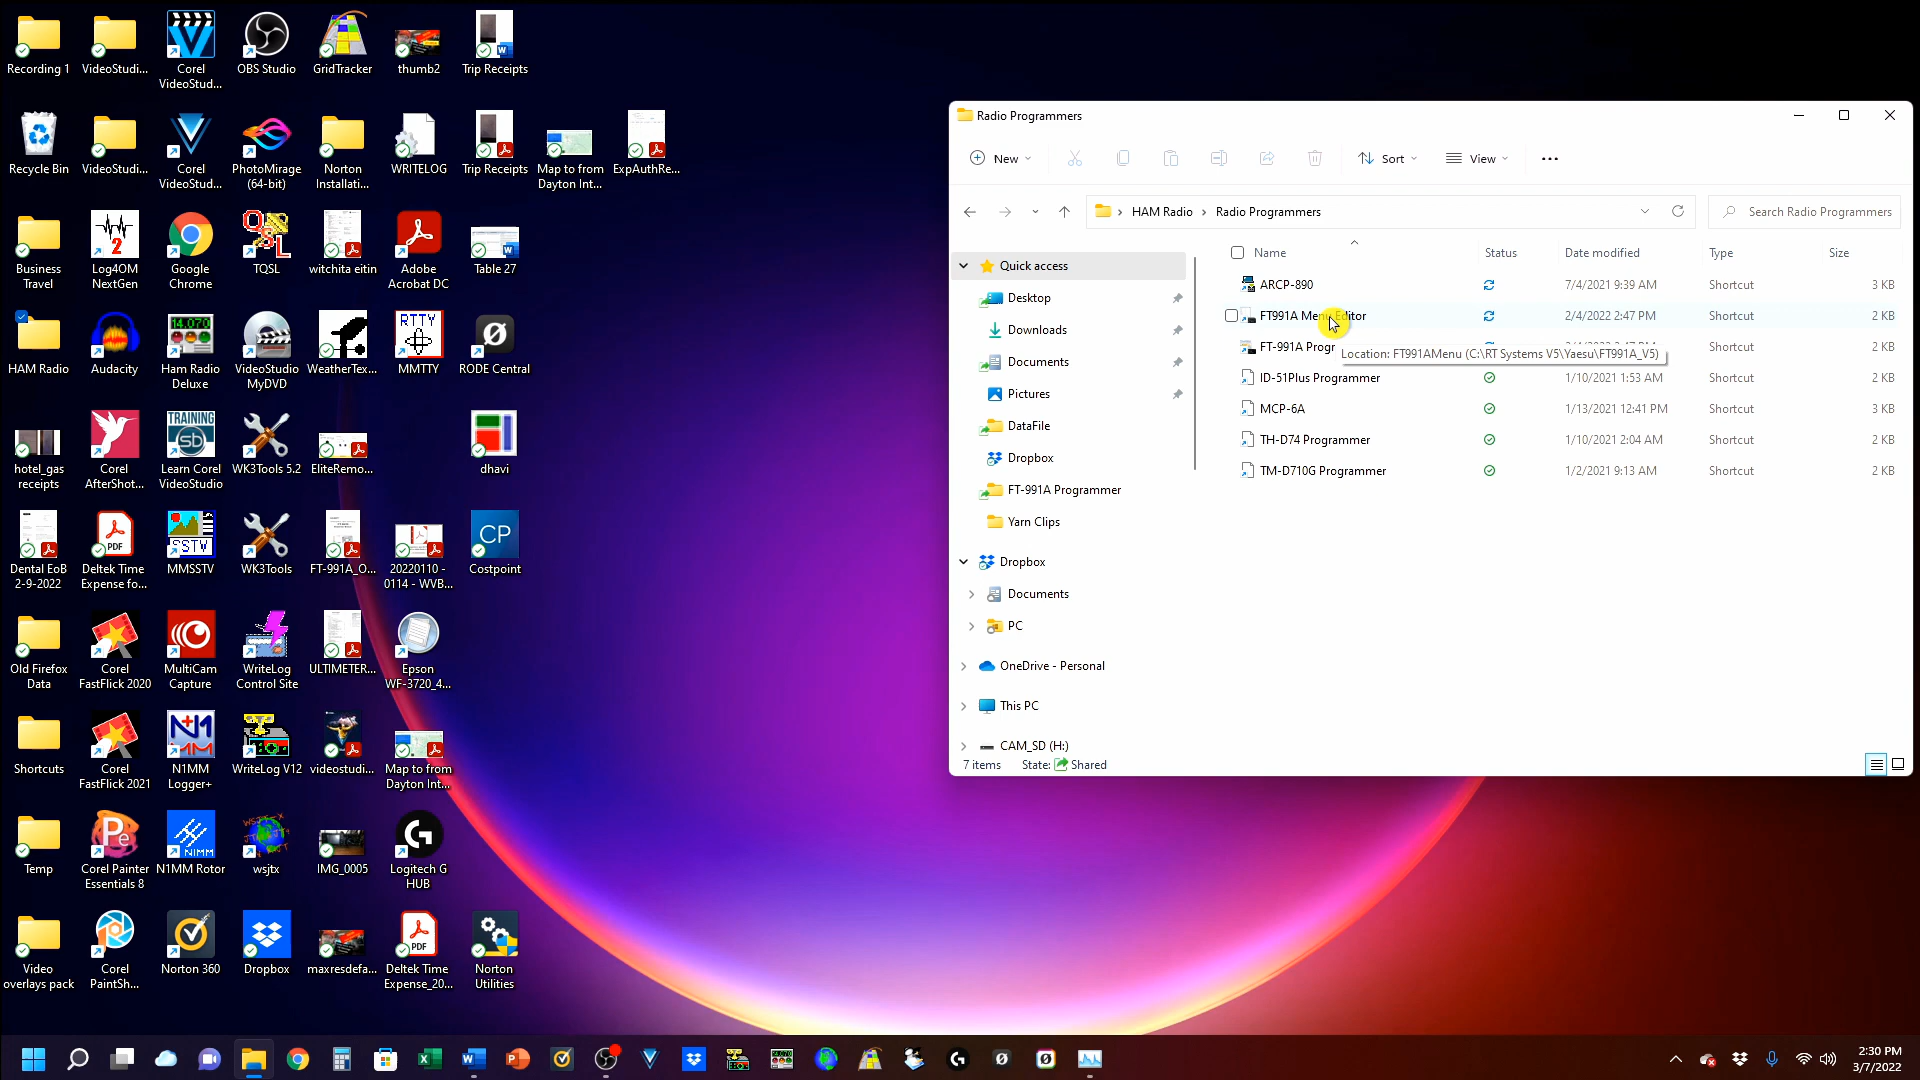 Recording 1
VideoStudi...
Corel
VideoStud...
OBS Studio
GridTracker
thumb2
Trip Receipts
Recycle Bin
VideoStudi...
Corel
VideoStud...
PhotoMirage
(64-bit)
Norton
Installati...
WRITELOG
Trip Receipts
Map to from
Dayton Int...
ExpAuthRe...
Business
Travel
Log4OM
NextGen
Google
Chrome
TQSL
witchita eitin
Adobe
Acrobat DC
Table 27
HAM Radio
Audacity
Ham Radio
Deluxe
VideoStudio
MyDVD
WeatherTex...
RTTY
MMTTY
RODE Central
hotel_gas
receipts
Corel
AfterShot...
TRAINING
sb
Learn Corel
VideoStudio
WK3Tools 5.2
EliteRemo...
dhavi
Dental EoB
2-9-2022
PDF
Deltek Time
Expense fo...
SSTV
MMSSTV
WK3Tools
FT-991A_O...
20220110 -
0114 - WVB...
CP
Costpoint
Old Firefox
Data
Corel
FastFlick 2020
MultiCam
Capture
WriteLog
Control Site
ULTIMETER...
Epson
WF-3720_4...
Shortcuts
Corel
FastFlick 2021
N1MM
Logger+
WriteLog V12
videostudi...
Map to from
Dayton Int...
Temp
Corel Painter
Essentials 8
N1MM Rotor
wsjtx
IMG_0005
Logitech G
HUB
Video
overlays pack
Corel
PaintSh...
Norton 360
Dropbox
maxresdefa...
PDF
Deltek Time
Expense_20...
Norton
Utilities
Radio Programmers
New
Sort
View
HAM Radio
Radio Programmers
Search Radio Programmers
Name
Status
Date modified
Type
Size
Quick access
Desktop
Downloads
Documents
Pictures
DataFile
Dropbox
FT-991A Programmer
Yarn Clips
Dropbox
Documents
PC
OneDrive - Personal
This PC
CAM_SD (H:)
ARCP-890 7/4/2021 9:39 AM Shortcut 3 KB
FT991A Menu Editor 2/4/2022 2:47 PM Shortcut 2 KB
FT-991A Progr Shortcut 2 KB
Location: FT991AMenu (C:\RT Systems V5\Yaesu\FT991A_V5)
ID-51Plus Programmer 1/10/2021 1:53 AM Shortcut 2 KB
MCP-6A 1/13/2021 12:41 PM Shortcut 3 KB
TH-D74 Programmer 1/10/2021 2:04 AM Shortcut 2 KB
TM-D710G Programmer 1/2/2021 9:13 AM Shortcut 2 KB
7 items State: Shared
2:30 PM
3/7/2022